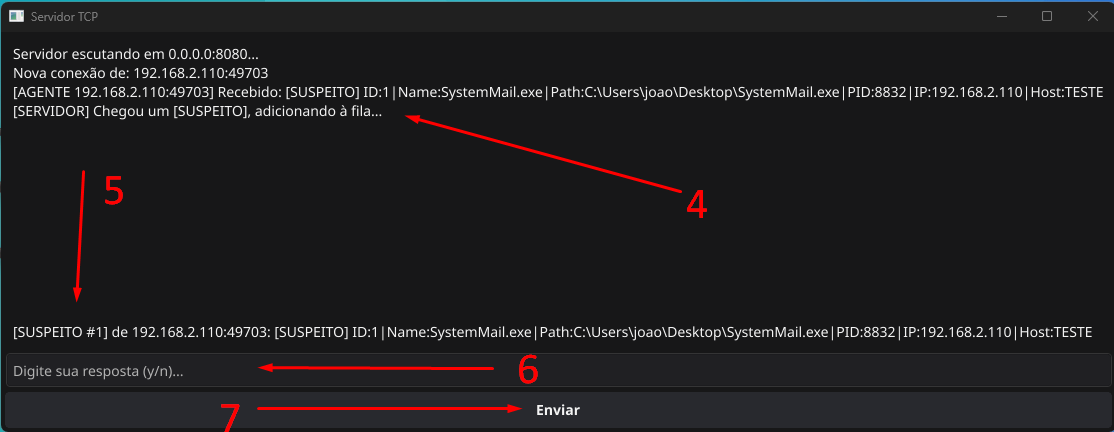 Servidor TCP
Servidor escutando em 0.0.0.0:8080...
Nova conexão de: 192.168.2.110:49703
[AGENTE 192.168.2.110:49703] Recebido: [SUSPEITO] ID:1|Name:SystemMail.exe|Path:C:\Users\joao\Desktop\SystemMail.exe|PID:8832|IP:192.168.2.110|Host:TESTE
[SERVIDOR] Chegou um [SUSPEITO], adicionando à fila...
5
4
[SUSPEITO #1] de 192.168.2.110:49703: [SUSPEITO] ID:1|Name:SystemMail.exe|Path:C:\Users\joao\Desktop\SystemMail.exe|PID:8832|IP:192.168.2.110|Host:TESTE
Digite sua resposta (y/n)...
6
7
Enviar